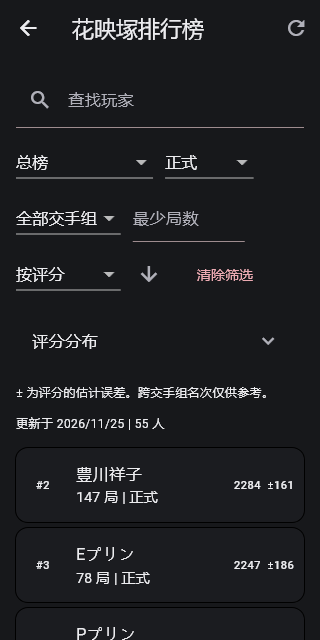 花映塚排行榜
查找玩家
总榜 正式
全部交手组 最少局数
按评分 清除筛选
评分分布
± 为评分的估计误差。跨交手组名次仅供参考。
更新于 2026/11/25 | 55 人
#2 豊川祥子 2284 ±161
147 局 | 正式
#3 Eプリン 2247 ±186
78 局 | 正式
Pプリン